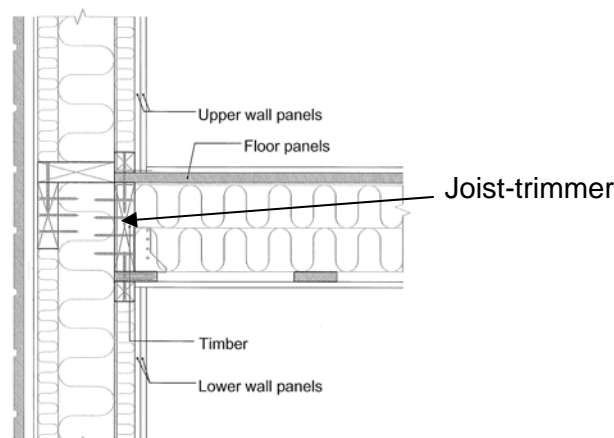 Upper wall panels
Floor panels
Joist-trimmer
Timber
Lower wall panels